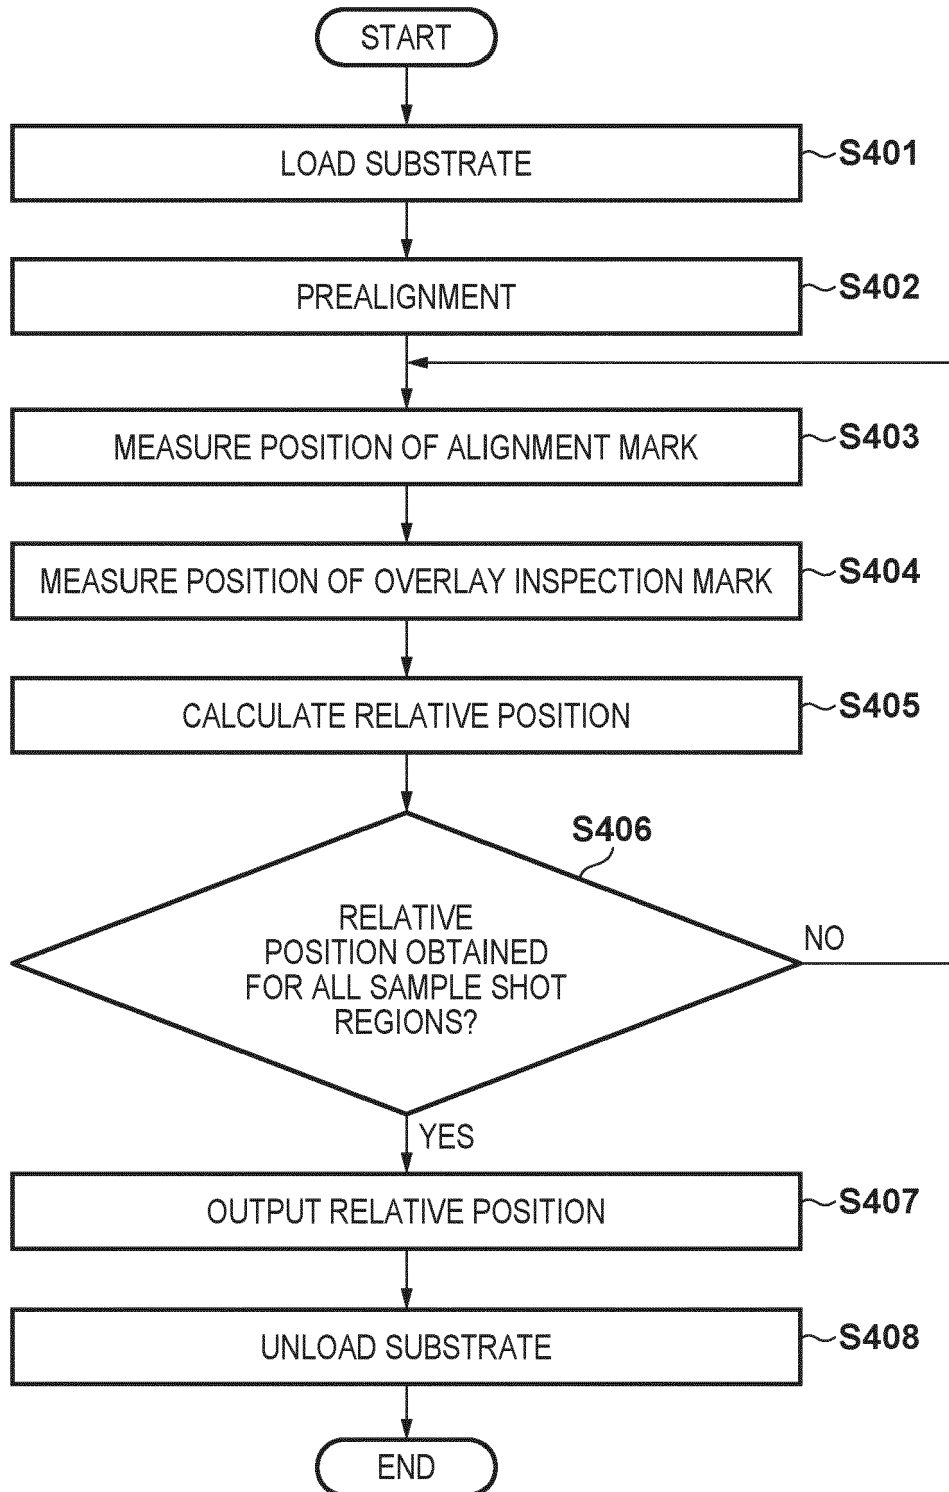 START
LOAD SUBSTRATE
S401
PREALIGNMENT
S402
MEASURE POSITION OF ALIGNMENT MARK
S403
MEASURE POSITION OF OVERLAY INSPECTION MARK
S404
CALCULATE RELATIVE POSITION
S405
S406
RELATIVE
POSITION OBTAINED
FOR ALL SAMPLE SHOT
REGIONS?
NO
YES
OUTPUT RELATIVE POSITION
S407
UNLOAD SUBSTRATE
S408
END